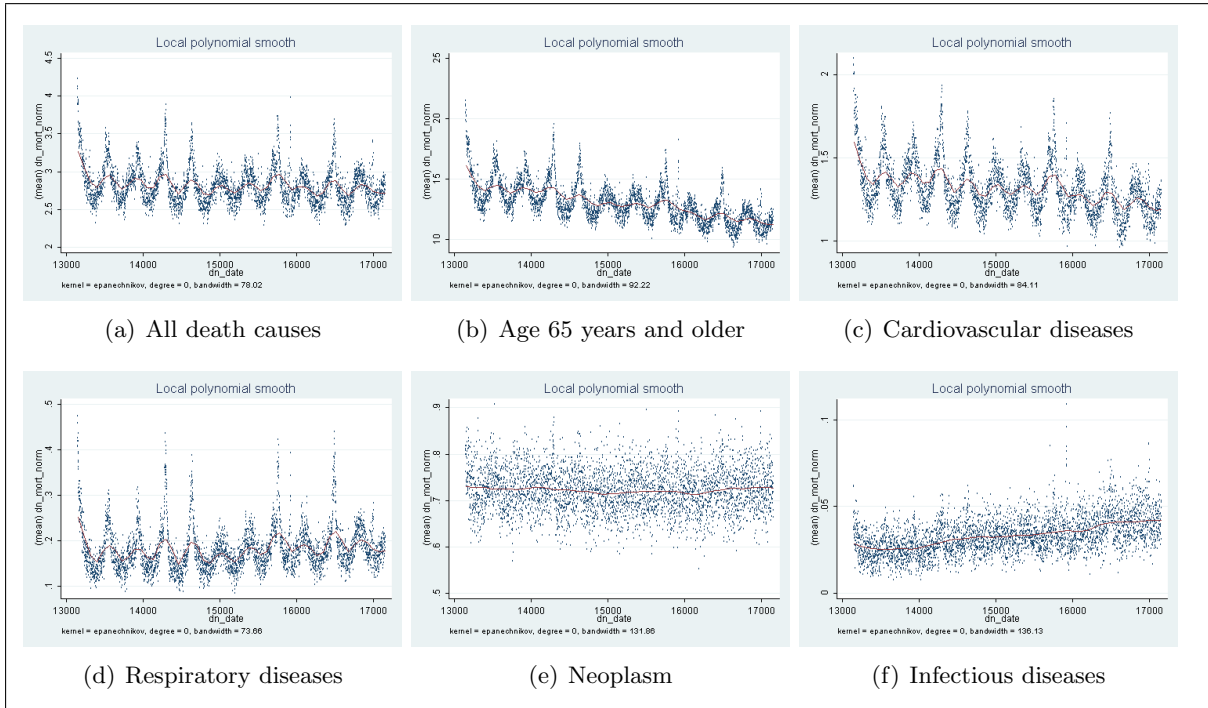 Local polynomial smooth
(mean) dn_mort_norm
4.5
4
3.5
3
2.5
2
13000 14000 15000 16000 17000
dn_date
kernel = epanechnikov, degree = 0, bandwidth = 78.02
(a) All death causes
Local polynomial smooth
(mean) dn_mort_norm
25
20
15
10
13000 14000 15000 16000 17000
dn_date
kernel = epanechnikov, degree = 0, bandwidth = 92.22
(b) Age 65 years and older
Local polynomial smooth
(mean) dn_mort_norm
2
1.5
1
13000 14000 15000 16000 17000
dn_date
kernel = epanechnikov, degree = 0, bandwidth = 84.11
(c) Cardiovascular diseases
Local polynomial smooth
(mean) dn_mort_norm
.5
.4
.3
.2
.1
13000 14000 15000 16000 17000
dn_date
kernel = epanechnikov, degree = 0, bandwidth = 73.66
(d) Respiratory diseases
Local polynomial smooth
(mean) dn_mort_norm
.9
.8
.7
.6
.5
13000 14000 15000 16000 17000
dn_date
kernel = epanechnikov, degree = 0, bandwidth = 131.86
(e) Neoplasm
Local polynomial smooth
(mean) dn_mort_norm
.1
.05
0
13000 14000 15000 16000 17000
dn_date
kernel = epanechnikov, degree = 0, bandwidth = 136.13
(f) Infectious diseases